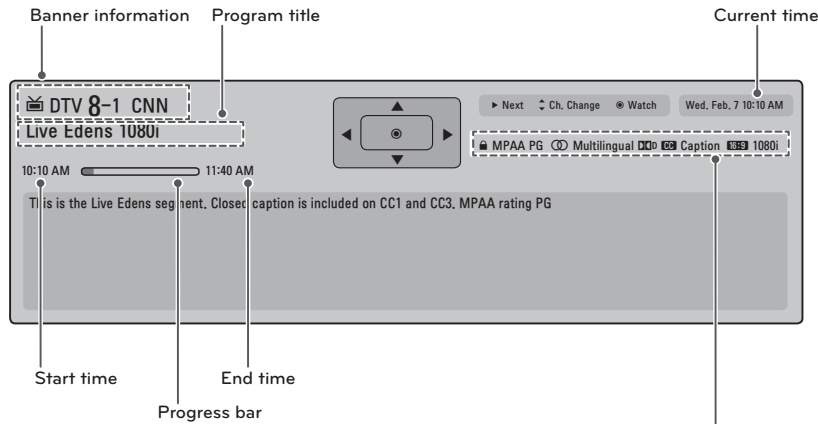 Banner information Program title Current time
DTV 8-1 CNN
▶ Next Ch. Change ◉ Watch Wed. Feb. 7 10:10 AM
Live Edens 1080i
MPAA PG Multilingual DD CC Caption 16:9 1080i
10:10 AM 11:40 AM
This is the Live Edens segment. Closed caption is included on CC1 and CC3. MPAA rating PG
Start time End time
Progress bar